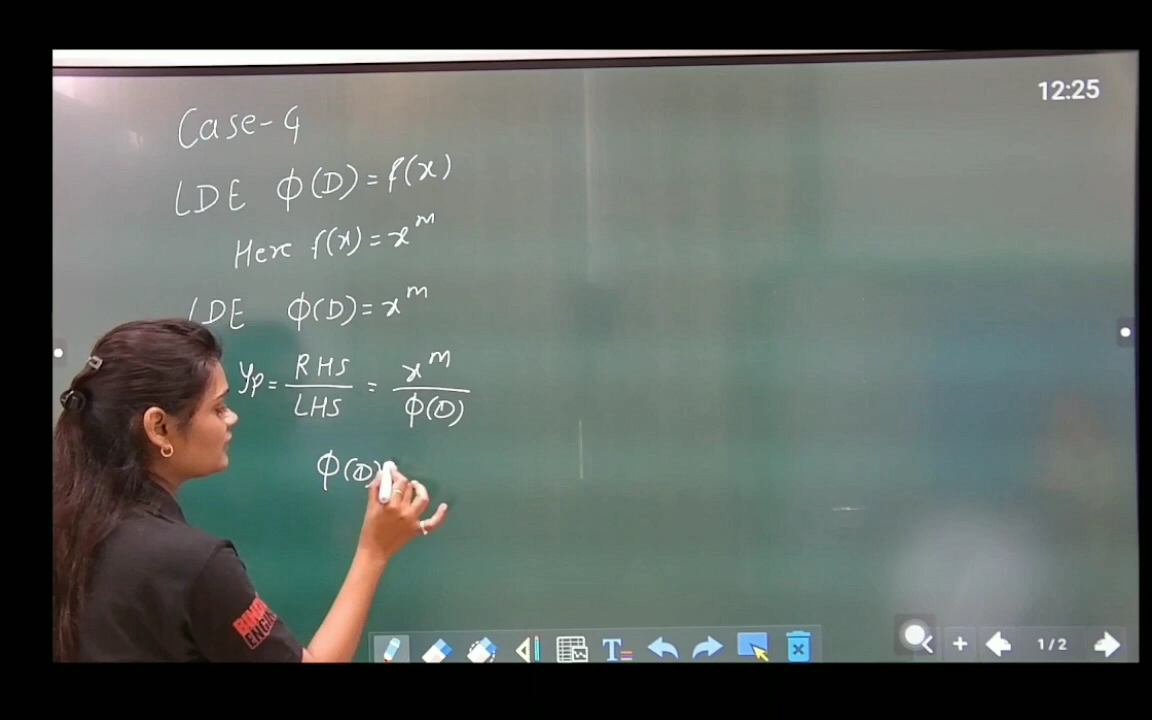 12:25
Case-4
LDE ϕ(D)=f(x)
Here f(x)=x^m
LDE ϕ(D)=x^m
yp= RHS/LHS = x^m/ϕ(D)
ϕ(D)
1/2